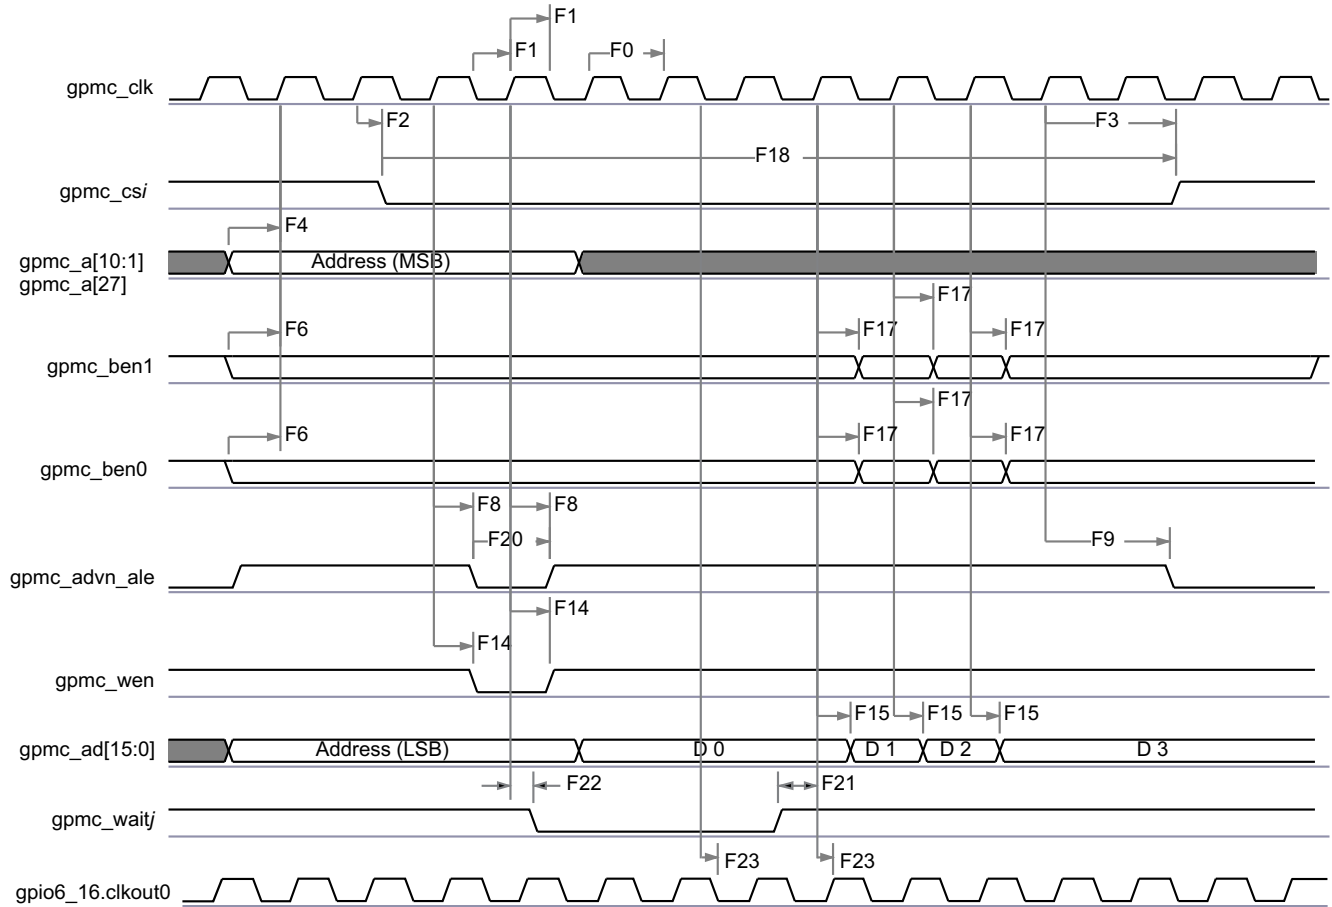 F1
F1
F0
gpmc_clk
F2
F3
F18
gpmc_csi
F4
gpmc_a[10:1]
Address (MSB)
gpmc_a[27]
F17
F6
F17
F17
gpmc_ben1
F17
F6
F17
F17
gpmc_ben0
F8
F8
F20
F9
gpmc_advn_ale
F14
F14
gpmc_wen
F15
F15
F15
gpmc_ad[15:0]
Address (LSB)
D 0
D 1
D 2
D 3
F22
F21
gpmc_waitj
F23
F23
gpio6_16.clkout0